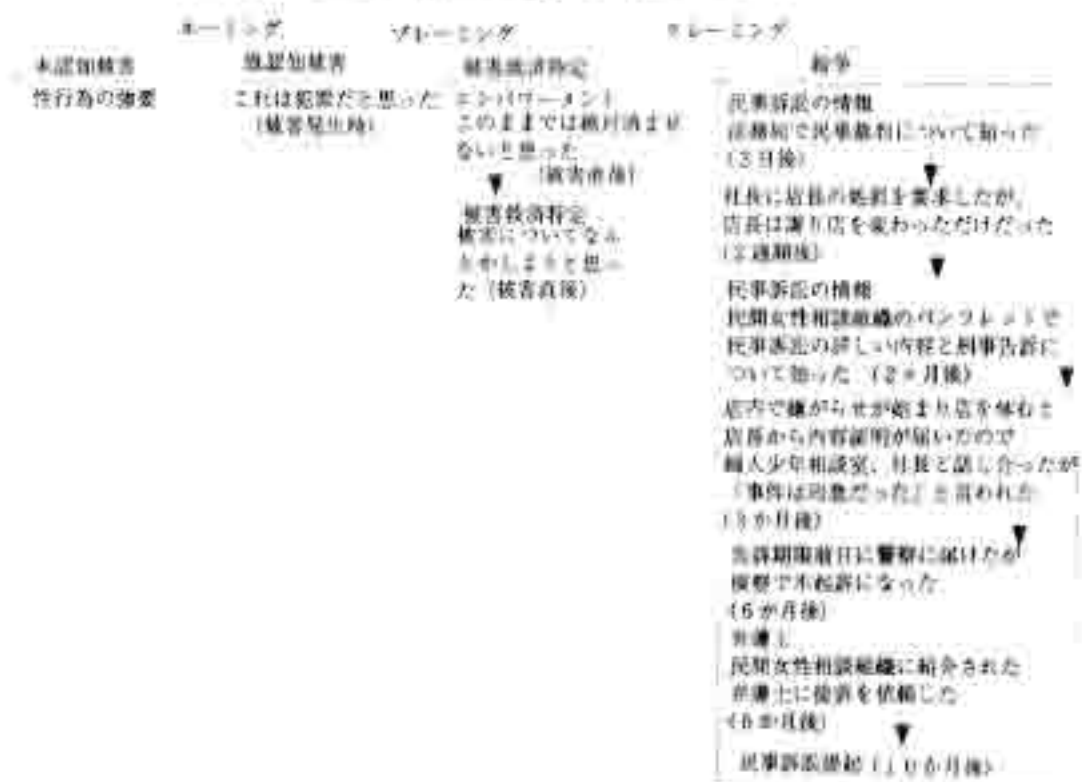 ネーミング ブレーミング クレーミング
未認知被害 既認知被害 被害救済特定 紛争
性行為の強要
これは犯罪だと思った
(被害発生時)
エンパワーメント
このままでは絶対済ませ
ないと思った
(被害直後)
▼
被害救済特定
被害についてなん
とかしようと思っ
た (被害直後)
民事訴訟の情報
法務局で民事裁判について知った
(3日後)
▼
社長に店長の処罰を要求したが、
店長は謝り店を変わっただけだった
(2週間後)
▼
民事訴訟の情報
民間女性相談組織のパンフレットで
民事訴訟の詳しい内容と刑事告訴に
ついて知った (2ヶ月後)
▼
店内で嫌がらせが始まり店を休むと
店長から内容証明が届いたので
婦人少年相談室、社長と話し合ったが
「事件は」と言われた
(3か月後)
▼
告訴期限前日に警察に届けたが
検察で不起訴になった
(6か月後)
弁護士
民間女性相談組織に紹介された
弁護士に提訴を依頼した
(6か月後)
▼
民事訴訟提起 (10か月後)